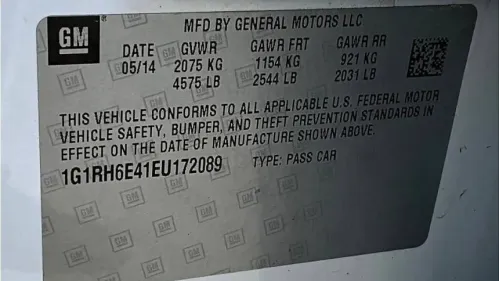 GM
MFD BY GENERAL MOTORS LLC
DATE GVWR GAWR FRT GAWR RR
05/14 2075 KG 1154 KG 921 KG
4575 LB 2544 LB 2031 LB
THIS VEHICLE CONFORMS TO ALL APPLICABLE U.S. FEDERAL MOTOR
VEHICLE SAFETY, BUMPER, AND THEFT PREVENTION STANDARDS IN
EFFECT ON THE DATE OF MANUFACTURE SHOWN ABOVE.
1G1RH6E41EU172089 TYPE: PASS CAR